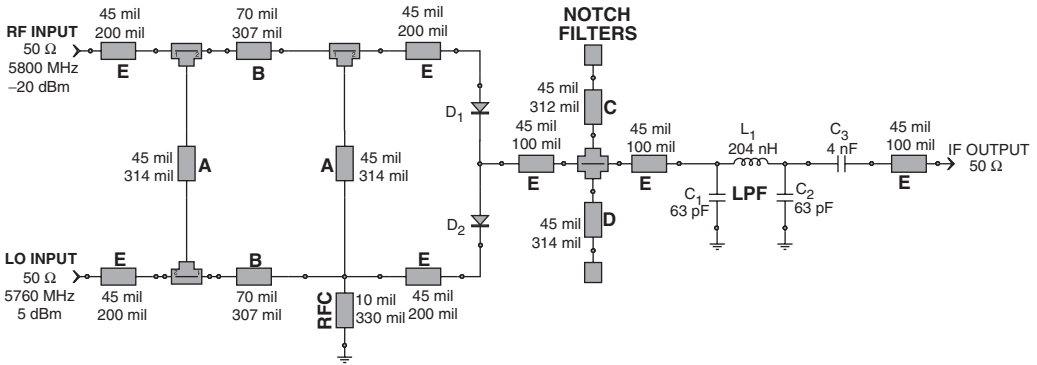 RF INPUT
50 Ω
5800 MHz
–20 dBm
45 mil
200 mil
E
70 mil
307 mil
B
45 mil
200 mil
E
NOTCH
FILTERS
D1
45 mil
312 mil
C
A
45 mil
314 mil
A
45 mil
314 mil
45 mil
100 mil
E
45 mil
100 mil
E
L1
204 nH
C3
4 nF
45 mil
100 mil
E
IF OUTPUT
50 Ω
C1
63 pF
LPF
C2
63 pF
D2
45 mil
314 mil
D
LO INPUT
50 Ω
5760 MHz
5 dBm
E
45 mil
200 mil
B
70 mil
307 mil
RFC
10 mil
330 mil
E
45 mil
200 mil